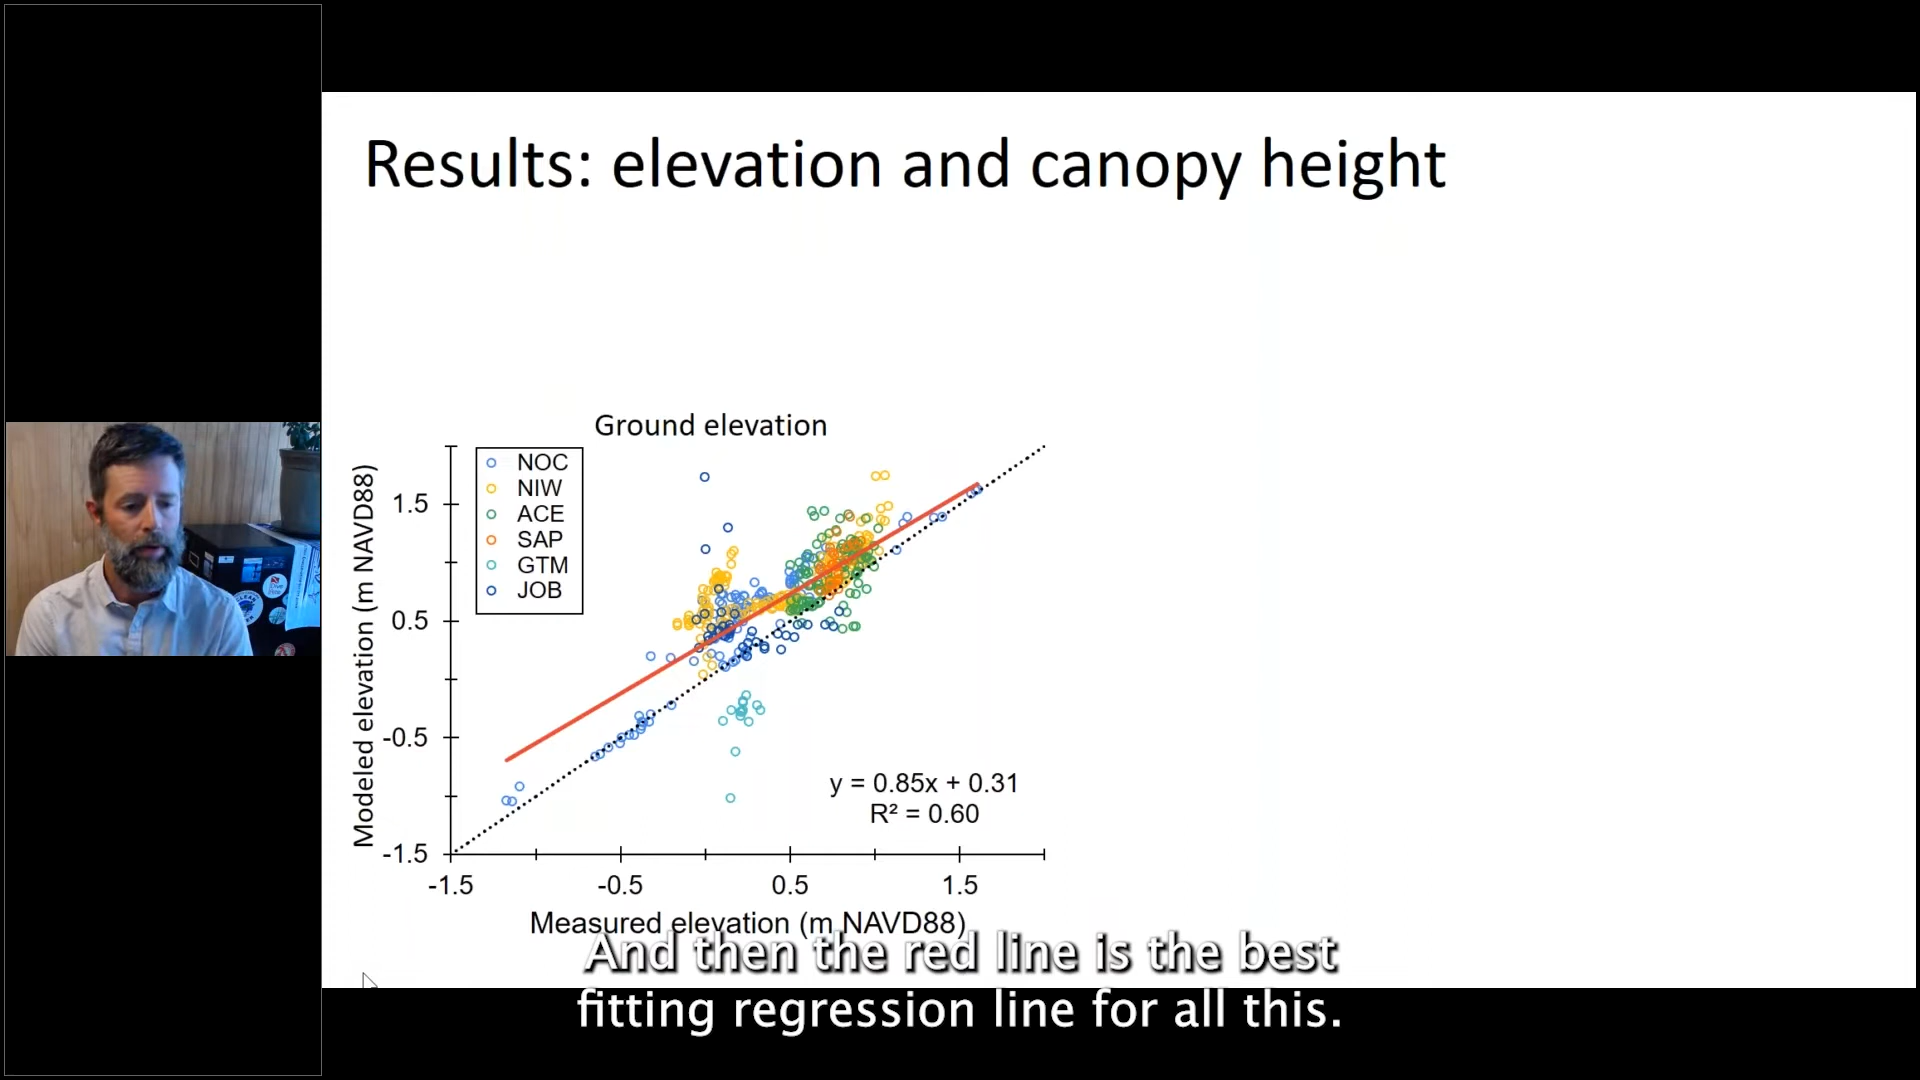 Results: elevation and canopy height
Ground elevation
NOC
NIW
ACE
SAP
GTM
JOB
Modeled elevation (m NAVD88)
1.5
0.5
-0.5
-1.5
y = 0.85x + 0.31
R² = 0.60
-1.5
-0.5
0.5
1.5
Measured elevation (m NAVD88)
And then the red line is the best
fitting regression line for all this.